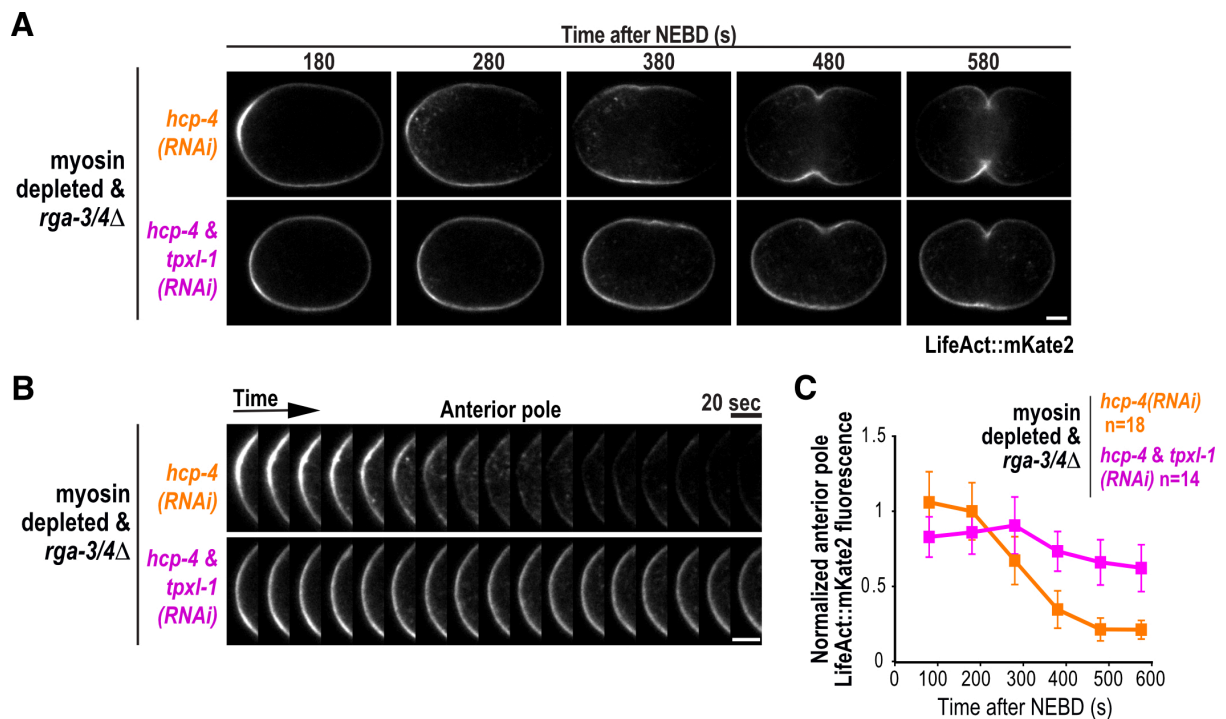 A
Time after NEBD (s)
180 280 380 480 580
myosin
depleted &
rga-3/4Δ
hcp-4
(RNAi)
hcp-4 &
tpxl-1
(RNAi)
LifeAct::mKate2
B
Time
Anterior pole
20 sec
myosin
depleted &
rga-3/4Δ
hcp-4
(RNAi)
hcp-4 &
tpxl-1
(RNAi)
C
myosin
depleted &
rga-3/4Δ
hcp-4(RNAi)
n=18
hcp-4 & tpxl-1
(RNAi) n=14
Normalized anterior pole
LifeAct::mKate2 fluorescence
1.5
1
0.5
0
0 100 200 300 400 500 600
Time after NEBD (s)